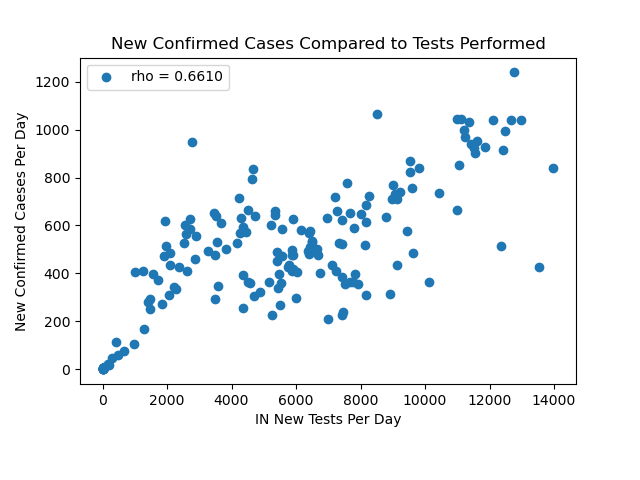 New Confirmed Cases Compared to Tests Performed
rho = 0.6610
New Confirmed Caeses Per Day
1200
1000
800
600
400
200
0
0 2000 4000 6000 8000 10000 12000 14000
IN New Tests Per Day